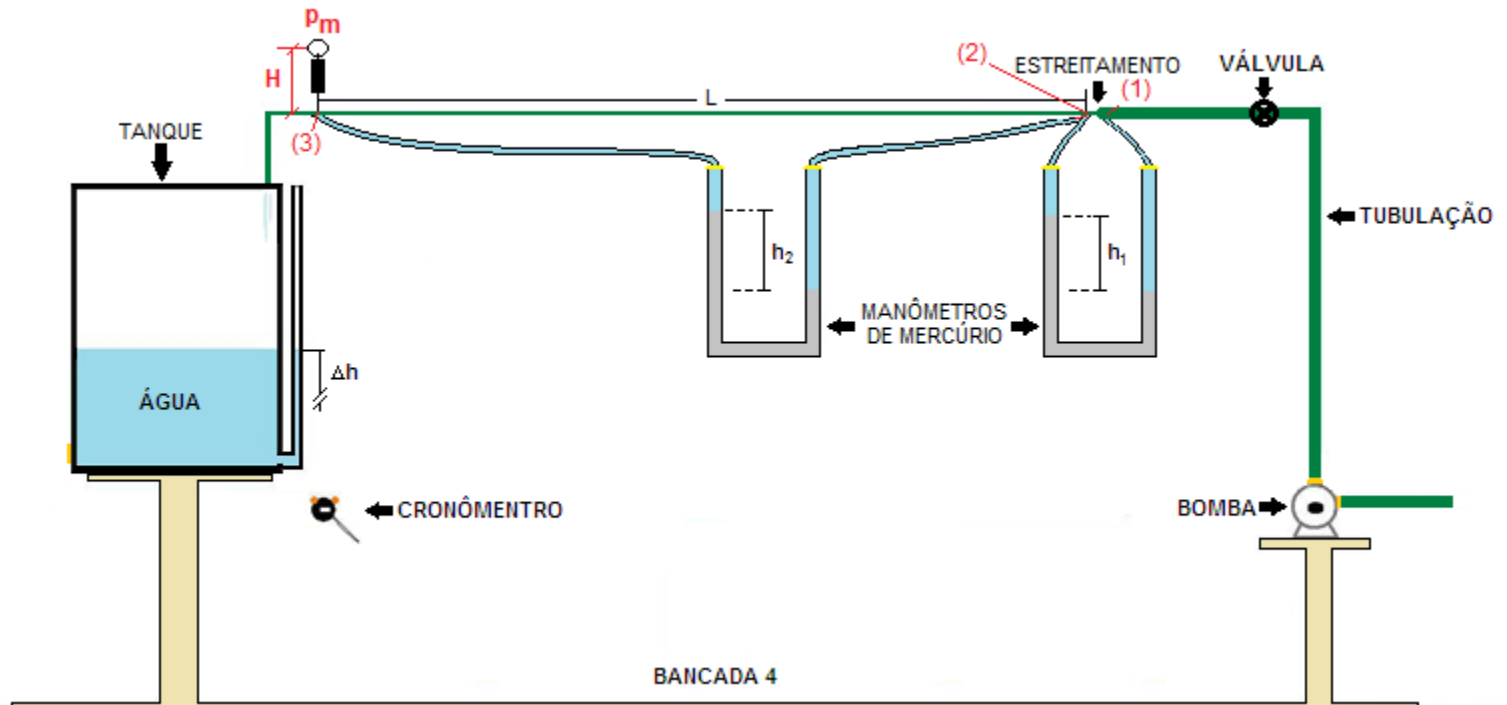 pm
H
(2)
ESTREITAMENTO
VÁLVULA
(1)
L
TANQUE
(3)
TUBULAÇÃO
h2
h1
MANÔMETROS
DE MERCÚRIO
Δh
ÁGUA
CRONÔMENTRO
BOMBA
BANCADA 4